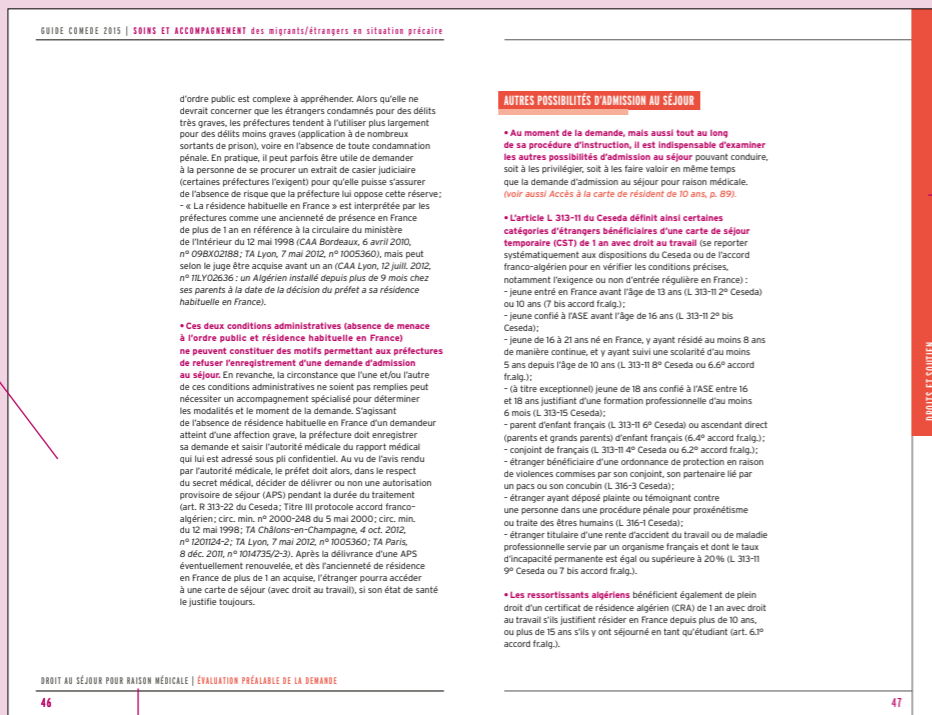 GUIDE COMEDE 2015 | SOINS ET ACCOMPAGNEMENT des migrants/étrangers en situation précaire
d'ordre public est complexe à appréhender. Alors qu'elle ne
devrait concerner que les étrangers condamnés pour des délits
très graves, les préfectures tendent à l'utiliser plus largement
pour des délits moins graves (application à de nombreux
sortants de prison), voire en l'absence de toute condamnation
pénale. En pratique, il peut parfois être utile de demander
à la personne de se procurer un extrait de casier judiciaire
(certaines préfectures l'exigent) pour qu'elle puisse s'assurer
de l'absence de risque que la préfecture lui oppose cette réserve;
- « La résidence habituelle en France » est interprétée par les
préfectures comme une ancienneté de présence en France
de plus de 1 an en référence à la circulaire du ministère
de l'Intérieur du 12 mai 1998 (CAA Bordeaux, 6 avril 2010,
n° 09BX02188; TA Lyon, 7 mai 2012, n° 1005360), mais peut
selon le juge être acquise avant un an (CAA Lyon, 12 juill. 2012,
n° 11LY02636 : un Algérien installé depuis plus de 9 mois chez
ses parents à la date de la décision du préfet a sa résidence
habituelle en France).
• Ces deux conditions administratives (absence de menace
à l'ordre public et résidence habituelle en France)
ne peuvent constituer des motifs permettant aux préfectures
de refuser l'enregistrement d'une demande d'admission
au séjour. En revanche, la circonstance que l'une et/ou l'autre
de ces conditions administratives ne soient pas remplies peut
nécessiter un accompagnement spécialisé pour déterminer
les modalités et le moment de la demande. S'agissant
de l'absence de résidence habituelle en France d'un demandeur
atteint d'une affection grave, la préfecture doit enregistrer
sa demande et saisir l'autorité médicale du rapport médical
qui lui est adressé sous pli confidentiel. Au vu de l'avis rendu
par l'autorité médicale, le préfet doit alors, dans le respect
du secret médical, décider de délivrer ou non une autorisation
provisoire de séjour (APS) pendant la durée du traitement
(art. R 313-22 du Ceseda; Titre III protocole accord franco-
algérien; circ. min. n° 2000-248 du 5 mai 2000; circ. min.
du 12 mai 1998; TA Châlons-en-Champagne, 4 oct. 2012,
n° 1201124-2; TA Lyon, 7 mai 2012, n° 1005360; TA Paris,
8 déc. 2011, n° 1014735/2-3). Après la délivrance d'une APS
éventuellement renouvelée, et dès l'ancienneté de résidence
en France de plus de 1 an acquise, l'étranger pourra accéder
à une carte de séjour (avec droit au travail), si son état de santé
le justifie toujours.
DROIT AU SÉJOUR POUR RAISON MÉDICALE | ÉVALUATION PRÉALABLE DE LA DEMANDE
46
AUTRES POSSIBILITÉS D'ADMISSION AU SÉJOUR
• Au moment de la demande, mais aussi tout au long
de sa procédure d'instruction, il est indispensable d'examiner
les autres possibilités d'admission au séjour pouvant conduire,
soit à les privilégier, soit à les faire valoir en même temps
que la demande d'admission au séjour pour raison médicale.
(voir aussi Accès à la carte de résident de 10 ans, p. 89).
• L'article L 313-11 du Ceseda définit ainsi certaines
catégories d'étrangers bénéficiaires d'une carte de séjour
temporaire (CST) de 1 an avec droit au travail (se reporter
systématiquement aux dispositions du Ceseda ou de l'accord
franco-algérien pour en vérifier les conditions précises,
notamment l'exigence ou non d'entrée régulière en France) :
- jeune entré en France avant l'âge de 13 ans (L 313-11 2° Ceseda)
ou 10 ans (7 bis accord fr.alg.);
- jeune confié à l'ASE avant l'âge de 16 ans (L 313-11 2° bis
Ceseda);
- jeune de 16 à 21 ans né en France, y ayant résidé au moins 8 ans
de manière continue, et y ayant suivi une scolarité d'au moins
5 ans depuis l'âge de 10 ans (L 313-11 8° Ceseda ou 6.6° accord
fr.alg.);
- (à titre exceptionnel) jeune de 18 ans confié à l'ASE entre 16
et 18 ans justifiant d'une formation professionnelle d'au moins
6 mois (L 313-15 Ceseda);
- parent d'enfant français (L 313-11 6° Ceseda) ou ascendant direct
(parents et grands parents) d'enfant français (6.4° accord fr.alg.);
- conjoint de français (L 313-11 4° Ceseda ou 6.2° accord fr.alg.);
- étranger bénéficiaire d'une ordonnance de protection en raison
de violences commises par son conjoint, son partenaire lié par
un pacs ou son concubin (L 316-3 Ceseda);
- étranger ayant déposé plainte ou témoignant contre
une personne dans une procédure pénale pour proxénétisme
ou traite des êtres humains (L 316-1 Ceseda);
- étranger titulaire d'une rente d'accident du travail ou de maladie
professionnelle servie par un organisme français et dont le taux
d'incapacité permanente est égal ou supérieure à 20% (L 313-11
9° Ceseda ou 7 bis accord fr.alg.).
• Les ressortissants algériens bénéficient également de plein
droit d'un certificat de résidence algérien (CRA) de 1 an avec droit
au travail s'ils justifient résider en France depuis plus de 10 ans,
ou plus de 15 ans s'ils y ont séjourné en tant qu'étudiant (art. 6.1°
accord fr.alg.).
DROITS ET SOUTIEN
47